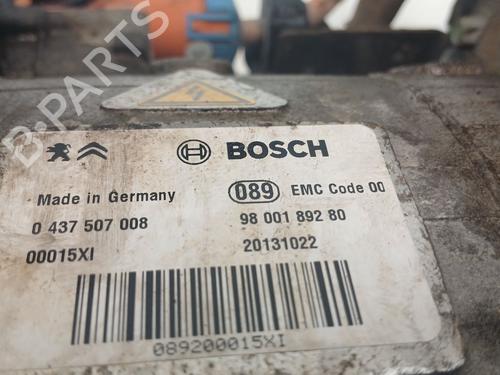 BOSCH
Made in Germany 089 EMC Code 00
0 437 507 008 98 001 892 80
00015XI 20131022
089200015XI
B-PARTS